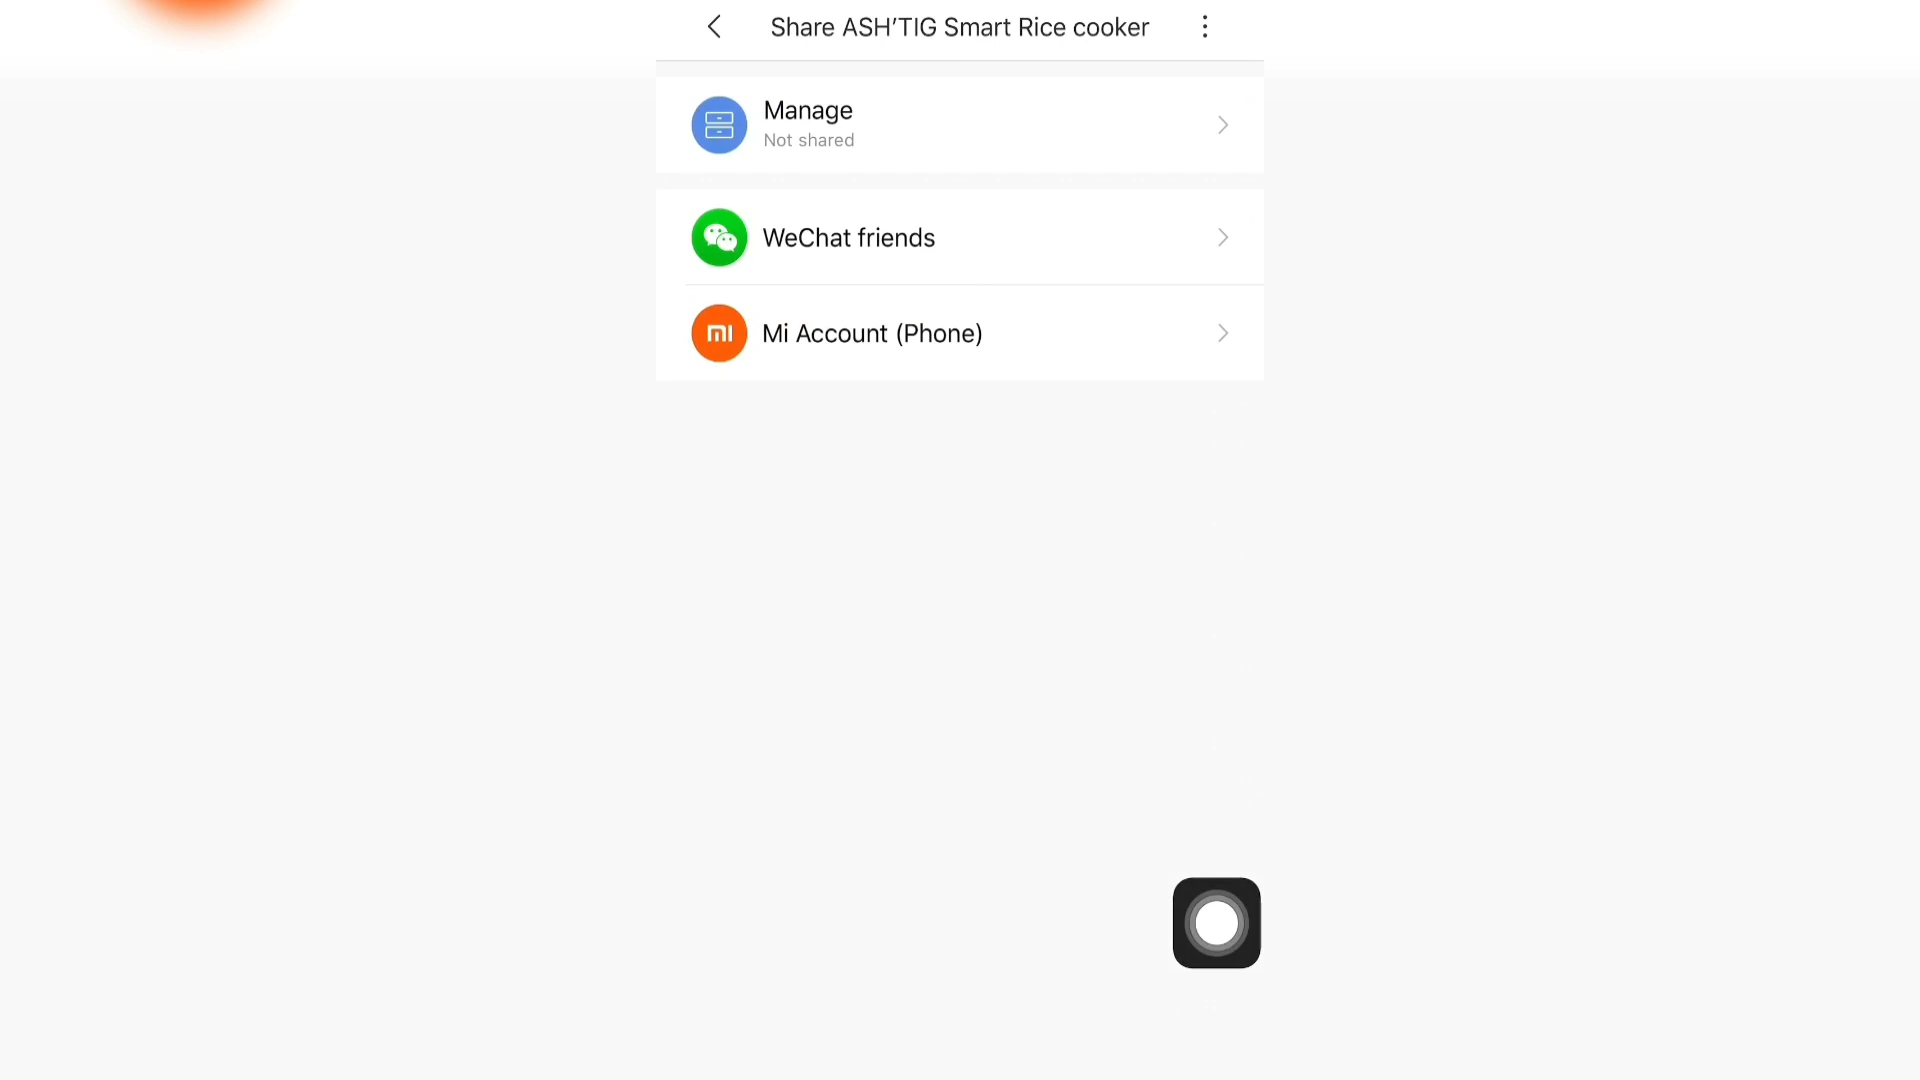 Share ASH'TIG Smart Rice cooker
Manage
Not shared
WeChat friends
mi
Mi Account (Phone)